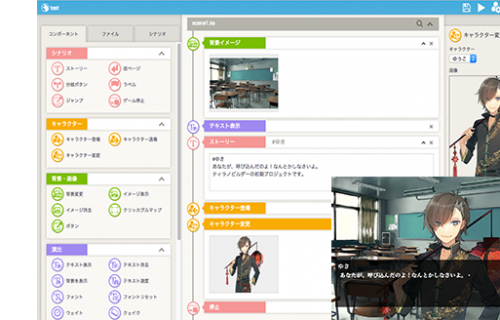 test
コンポーネント
ファイル
シナリオ
シナリオ
ストーリー
改ページ
分岐ボタン
ラベル
ジャンプ
ゲーム停止
キャラクター
キャラクター登場
キャラクター退場
キャラクター変更
背景・画像
背景変更
イメージ表示
イメージ消去
クリッカブルマップ
ボタン
演出
テキスト表示
テキスト消去
背景を表示
テキスト速度
フォント
フォントリセット
ウェイト
クェイク
scene1.ks
背景イメージ
テキスト表示
ストーリー
#ゆき
#ゆき
あなたが、呼び込んだのよ！なんとかしなさいよ。
ティラノビルダーの初期プロジェクトです。
キャラクター登場
キャラクター変更
停止
キャラクター変
キャラクター
ゆうさ
画像
ゆき
あなたが、呼び込んだのよ！なんとかしなさいよ。